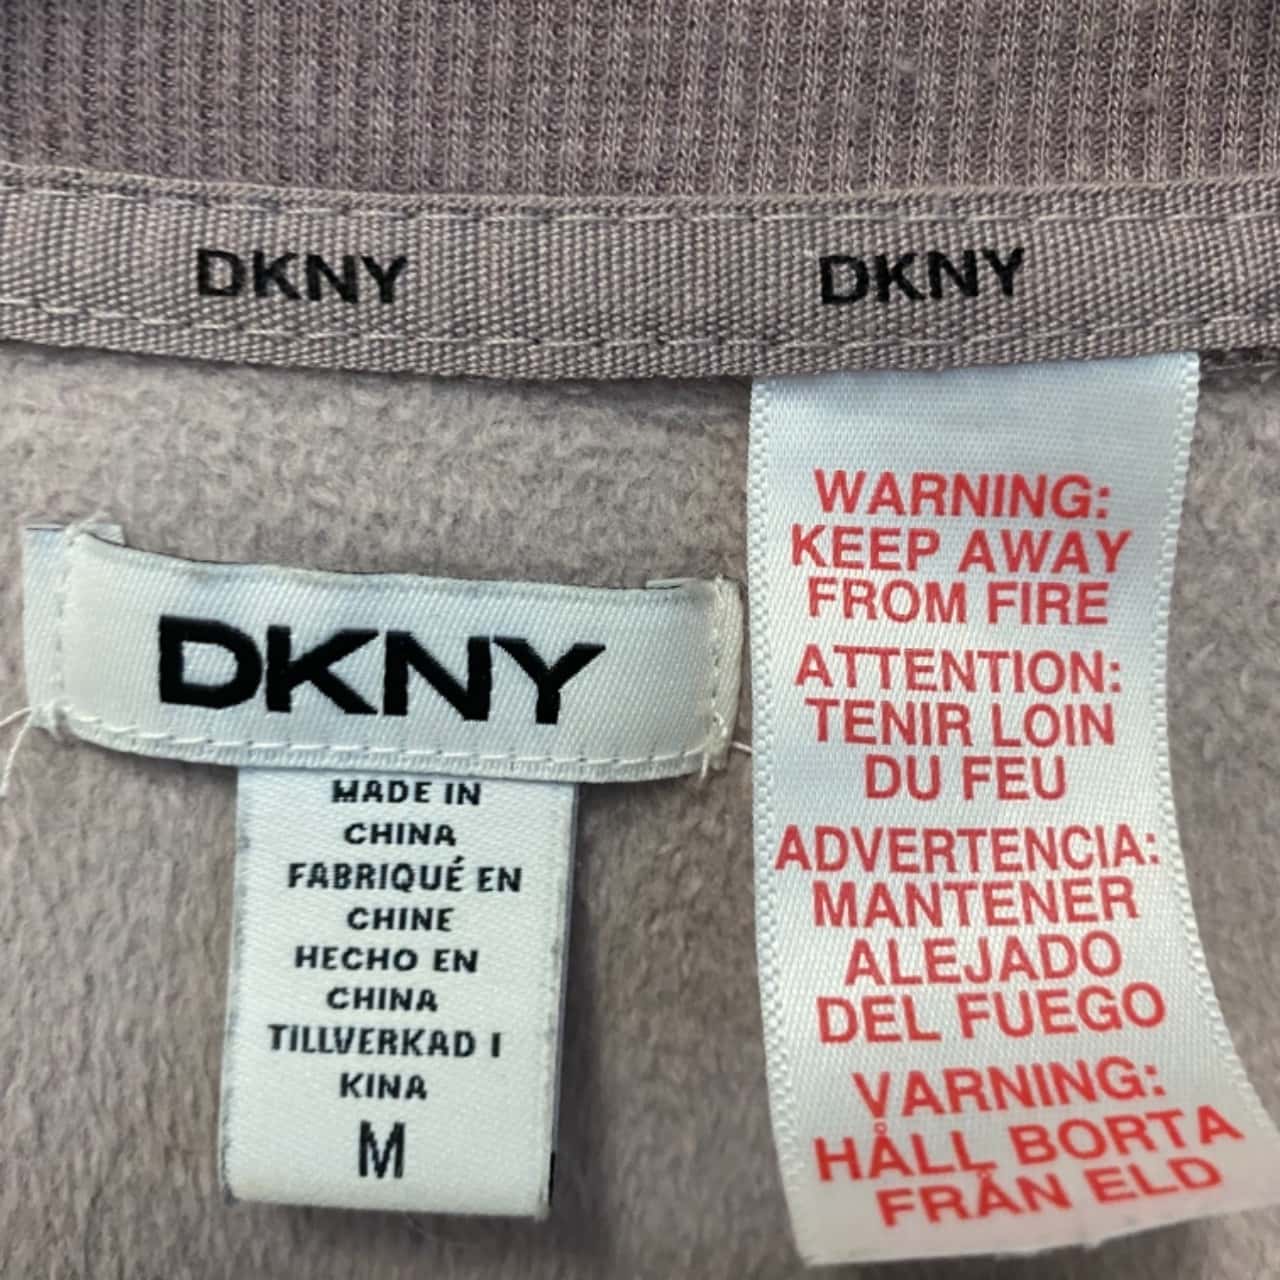 DKNY DKNY
DKNY
MADE IN
CHINA
FABRIQUÉ EN
CHINE
HECHO EN
CHINA
TILLVERKAD I
KINA
M
WARNING:
KEEP AWAY
FROM FIRE
ATTENTION:
TENIR LOIN
DU FEU
ADVERTENCIA:
MANTENER
ALEJADO
DEL FUEGO
VARNING:
HÅLL BORTA
FRÄN ELD